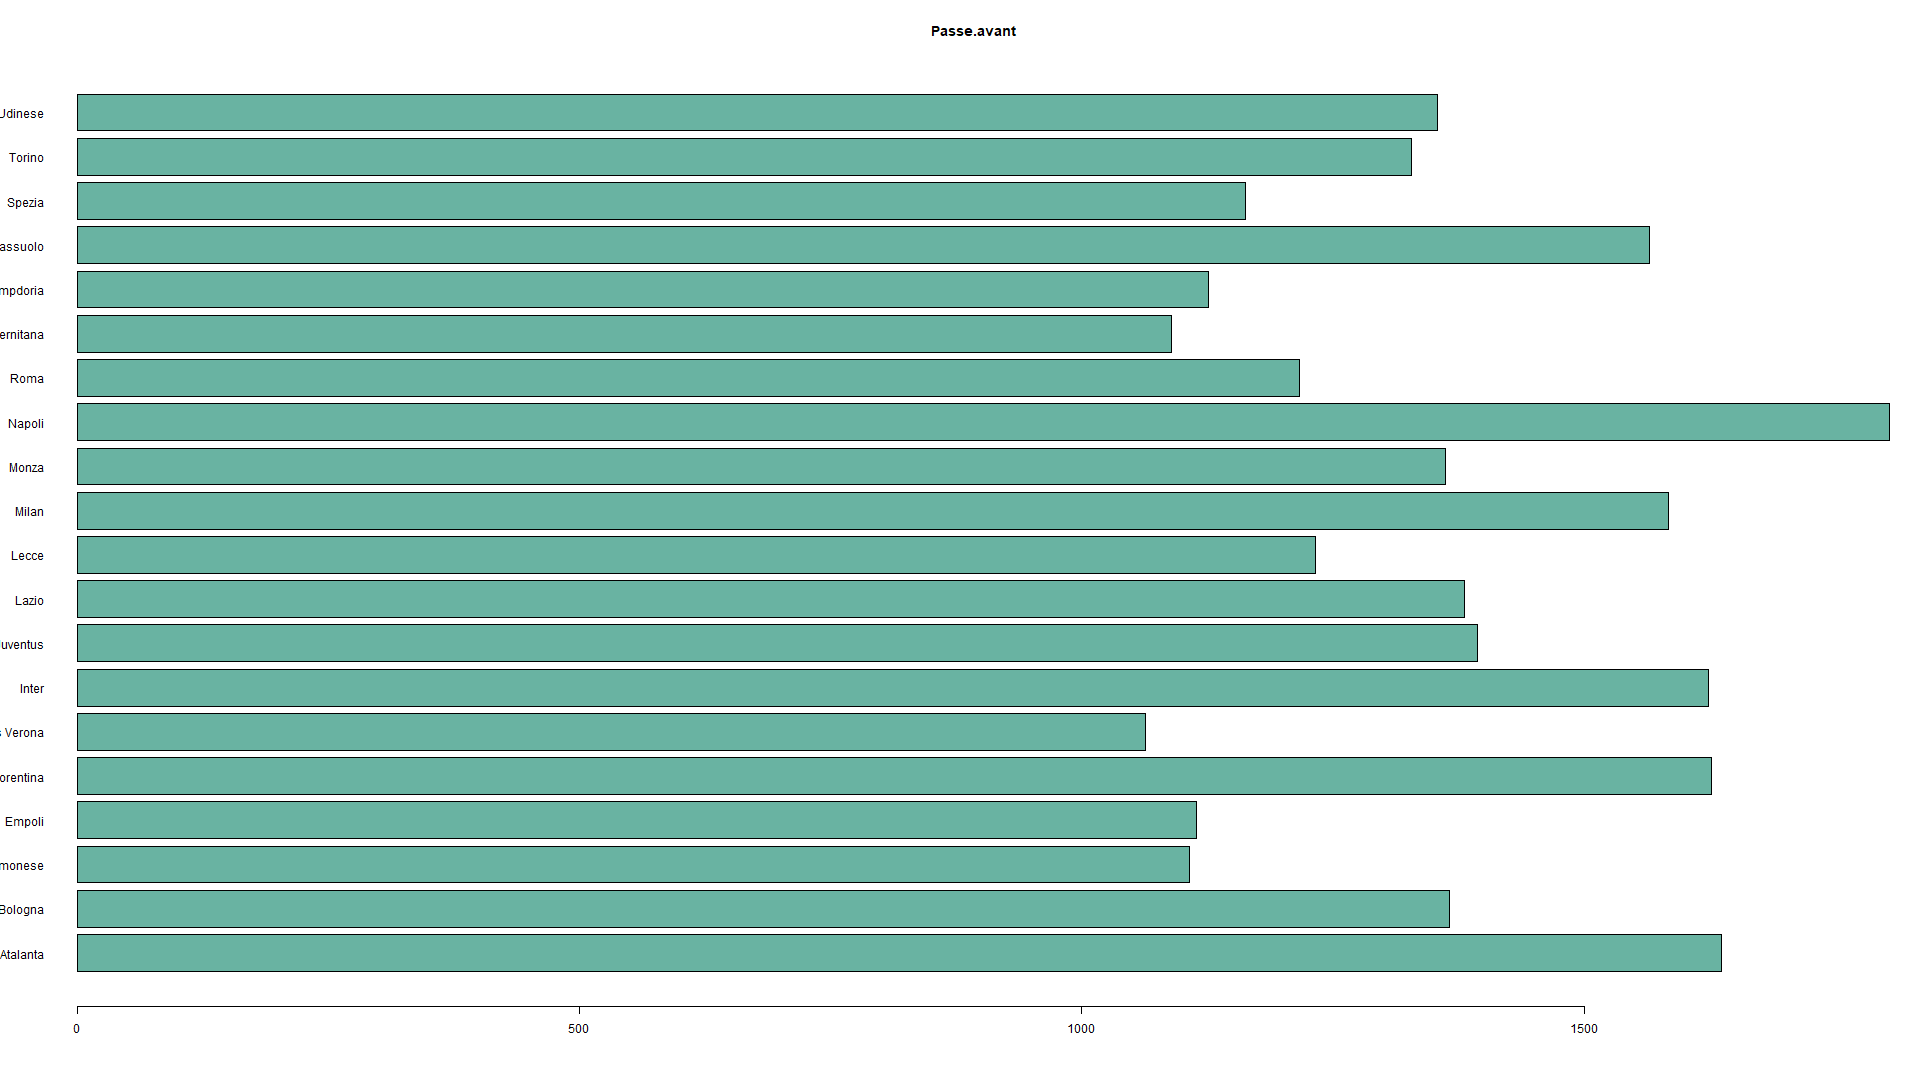 Passe.avant
Udinese
Torino
Spezia
assuolo
mpdoria
ernitana
Roma
Napoli
Monza
Milan
Lecce
Lazio
Juventus
Inter
s Verona
orentina
Empoli
monese
Bologna
Atalanta
0 500 1000 1500